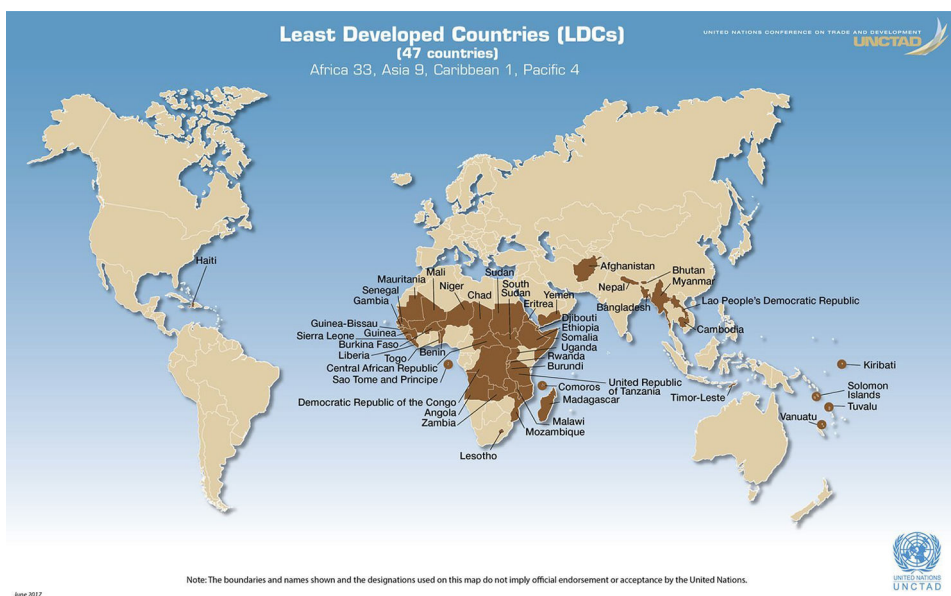 Least Developed Countries (LDCs)
(47 countries)
Africa 33, Asia 9, Caribbean 1, Pacific 4
UNITED NATIONS CONFERENCE ON TRADE AND DEVELOPMENT
UNCTAD
Haiti
Mauritania
Mali
Niger
Chad
Sudan
South
Sudan
Eritrea
Yemen
Senegal
Gambia
Guinea-Bissau
Guinea
Sierra Leone
Burkina Faso
Liberia
Togo
Benin
Central African Republic
Sao Tome and Principe
Democratic Republic of the Congo
Angola
Zambia
Lesotho
Djibouti
Ethiopia
Somalia
Uganda
Rwanda
Burundi
United Republic
of Tanzania
Comoros
Madagascar
Malawi
Mozambique
Afghanistan
Nepal
Bhutan
Myanmar
Bangladesh
Lao People's Democratic Republic
Cambodia
Timor-Leste
Kiribati
Solomon
Islands
Tuvalu
Vanuatu
Note: The boundaries and names shown and the designations used on this map do not imply official endorsement or acceptance by the United Nations.
UNITED NATIONS
UNCTAD
June 2017